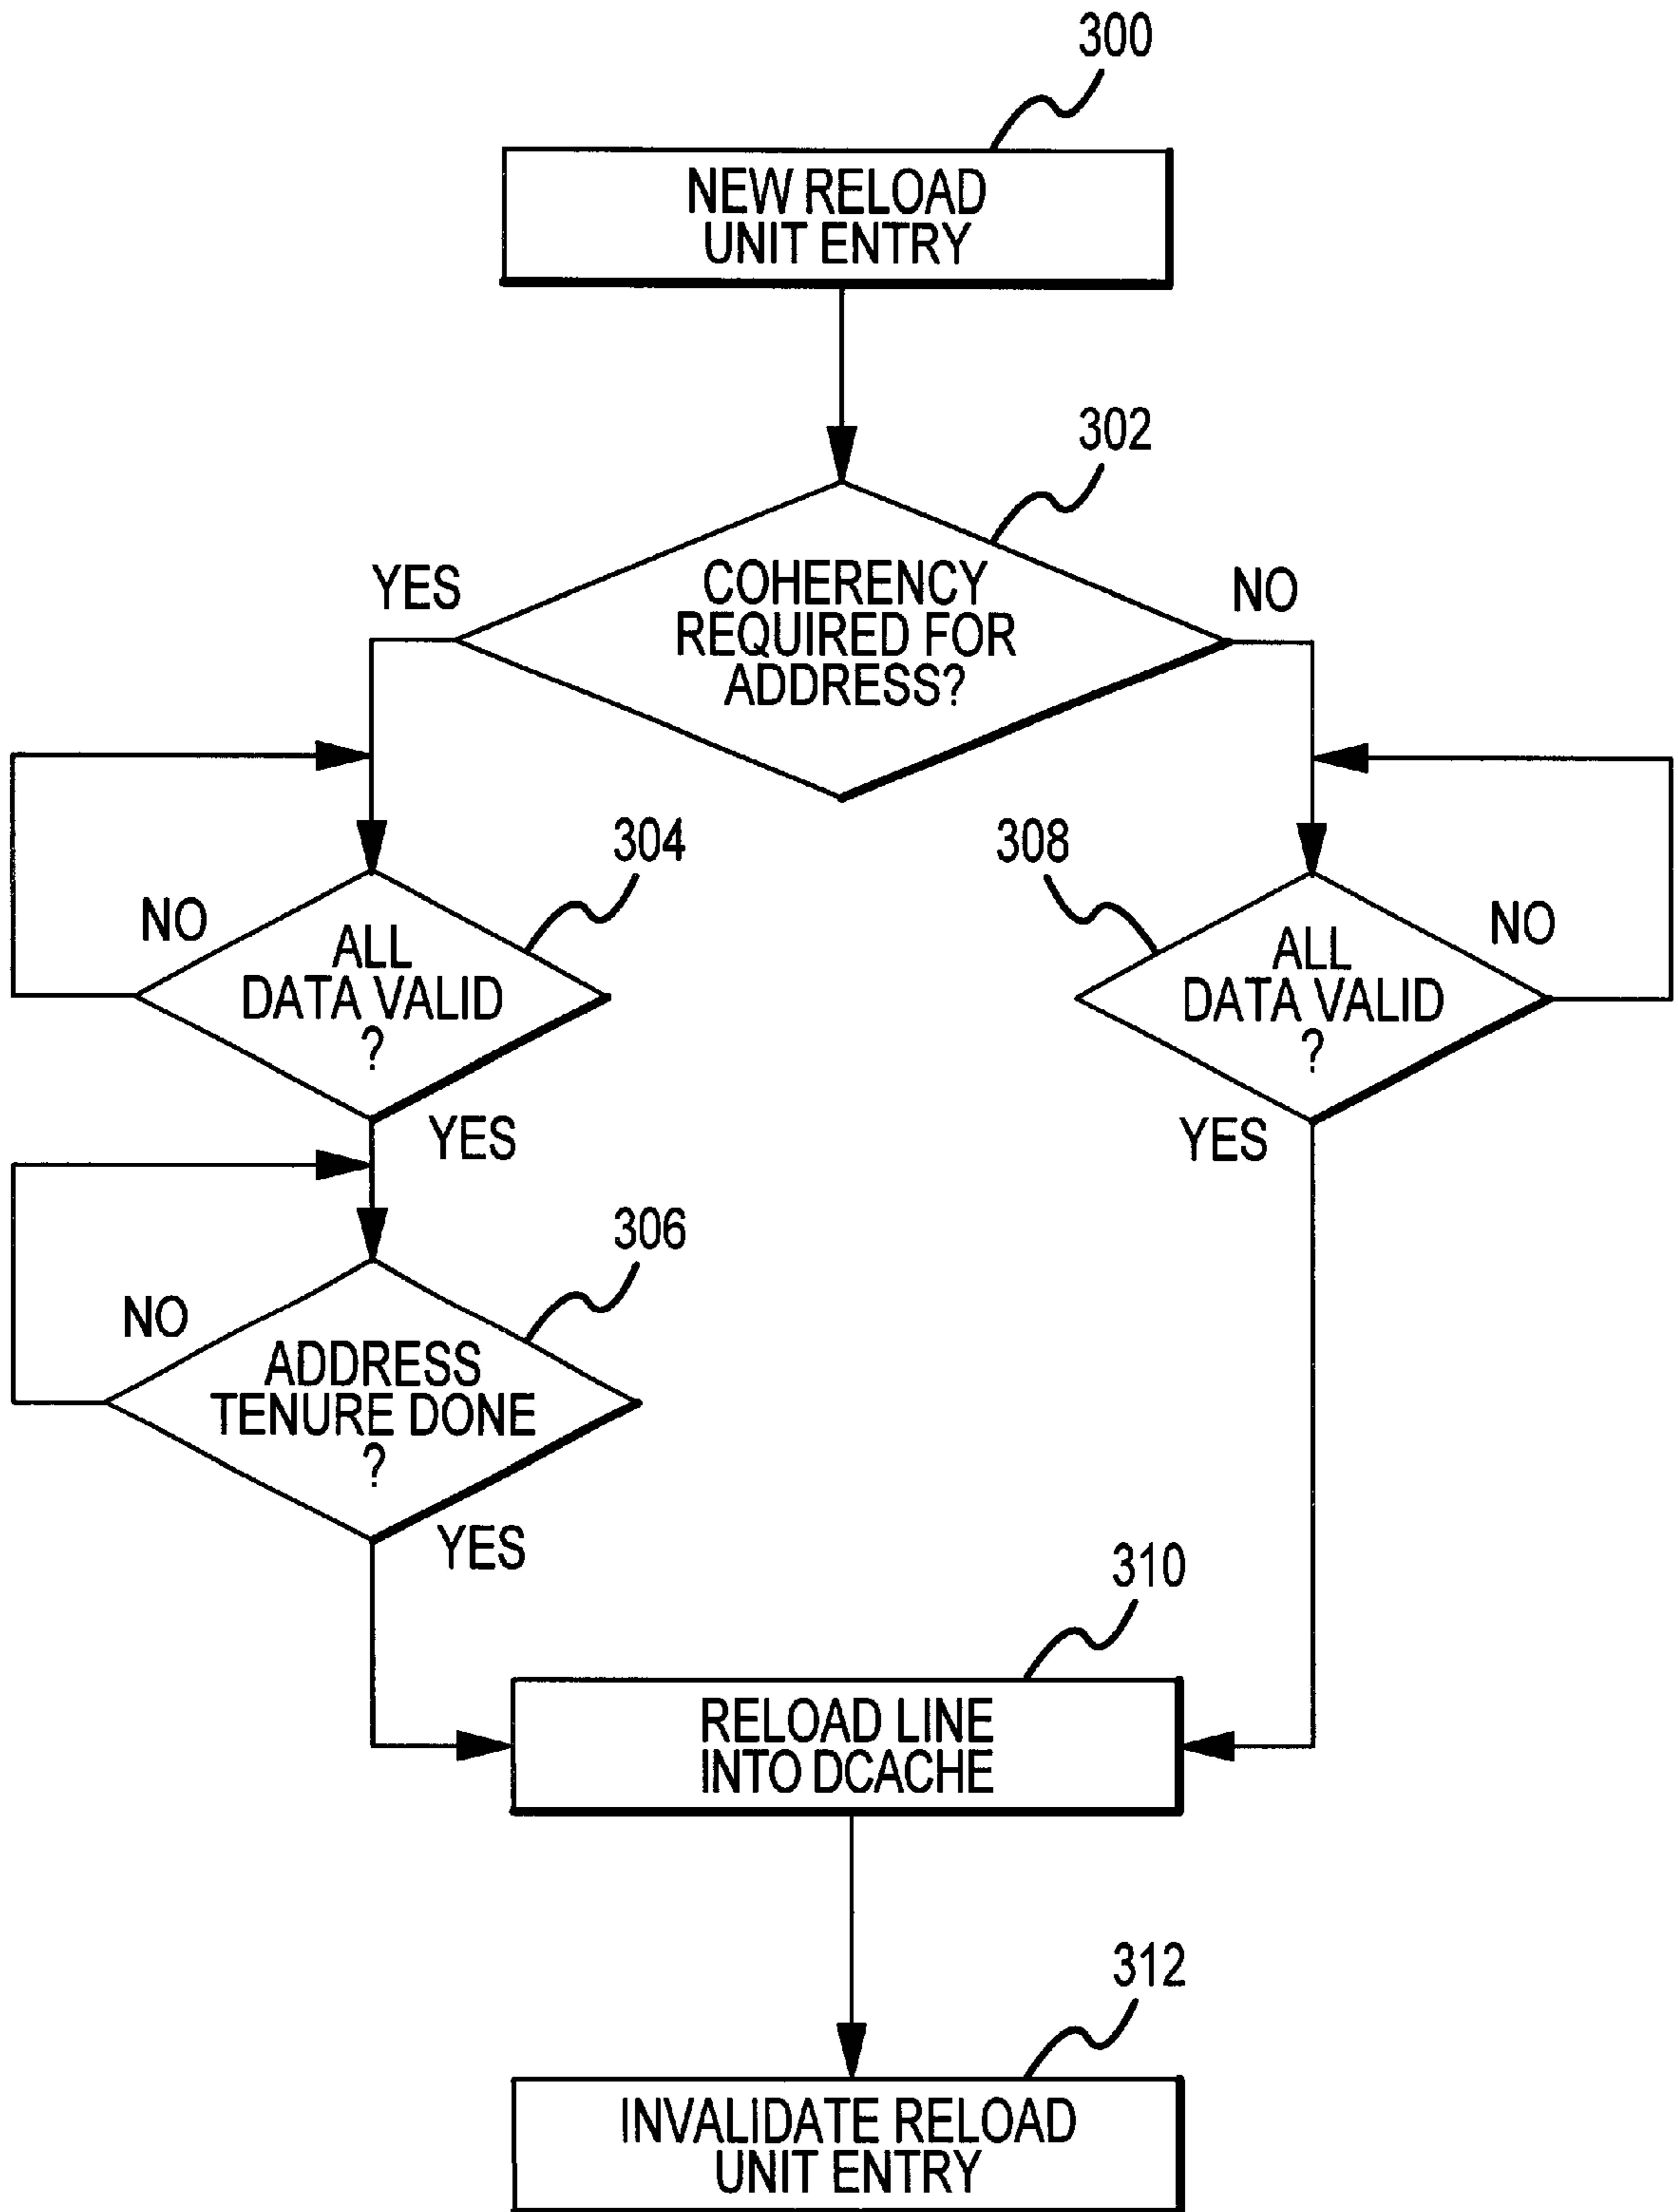 300
NEW RELOAD
UNIT ENTRY
302
YES
COHERENCY
REQUIRED FOR
ADDRESS?
NO
304
308
NO
ALL
DATA VALID
?
ALL
DATA VALID
?
NO
YES
YES
306
NO
ADDRESS
TENURE DONE
?
YES
310
RELOAD LINE
INTO DCACHE
312
INVALIDATE RELOAD
UNIT ENTRY